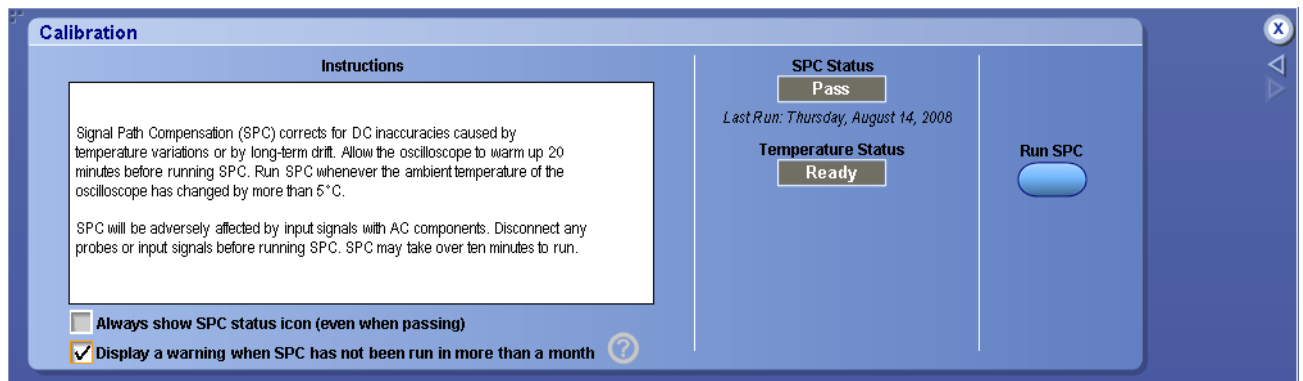 Calibration
Instructions
Signal Path Compensation (SPC) corrects for DC inaccuracies caused by
temperature variations or by long-term drift. Allow the oscilloscope to warm up 20
minutes before running SPC. Run SPC whenever the ambient temperature of the
oscilloscope has changed by more than 5°C.
SPC will be adversely affected by input signals with AC components. Disconnect any
probes or input signals before running SPC. SPC may take over ten minutes to run.
Always show SPC status icon (even when passing)
Display a warning when SPC has not been run in more than a month ?
SPC Status
Pass
Last Run: Thursday, August 14, 2008
Temperature Status
Ready
Run SPC
X